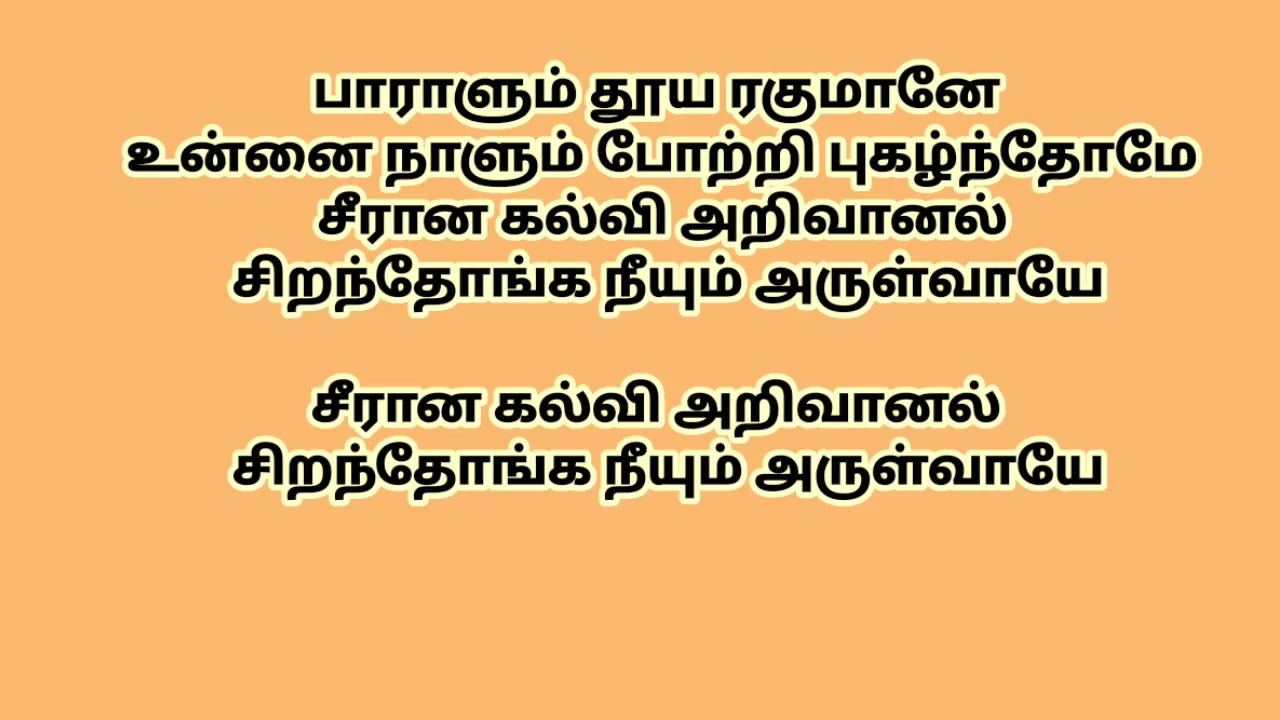 பாராளும் தூய ரகுமானே
உன்னை நாளும் போற்றி புகழ்ந்தோமே
சீரான கல்வி அறிவானல்
சிறந்தோங்க நீயும் அருள்வாயே
சீரான கல்வி அறிவானல்
சிறந்தோங்க நீயும் அருள்வாயே